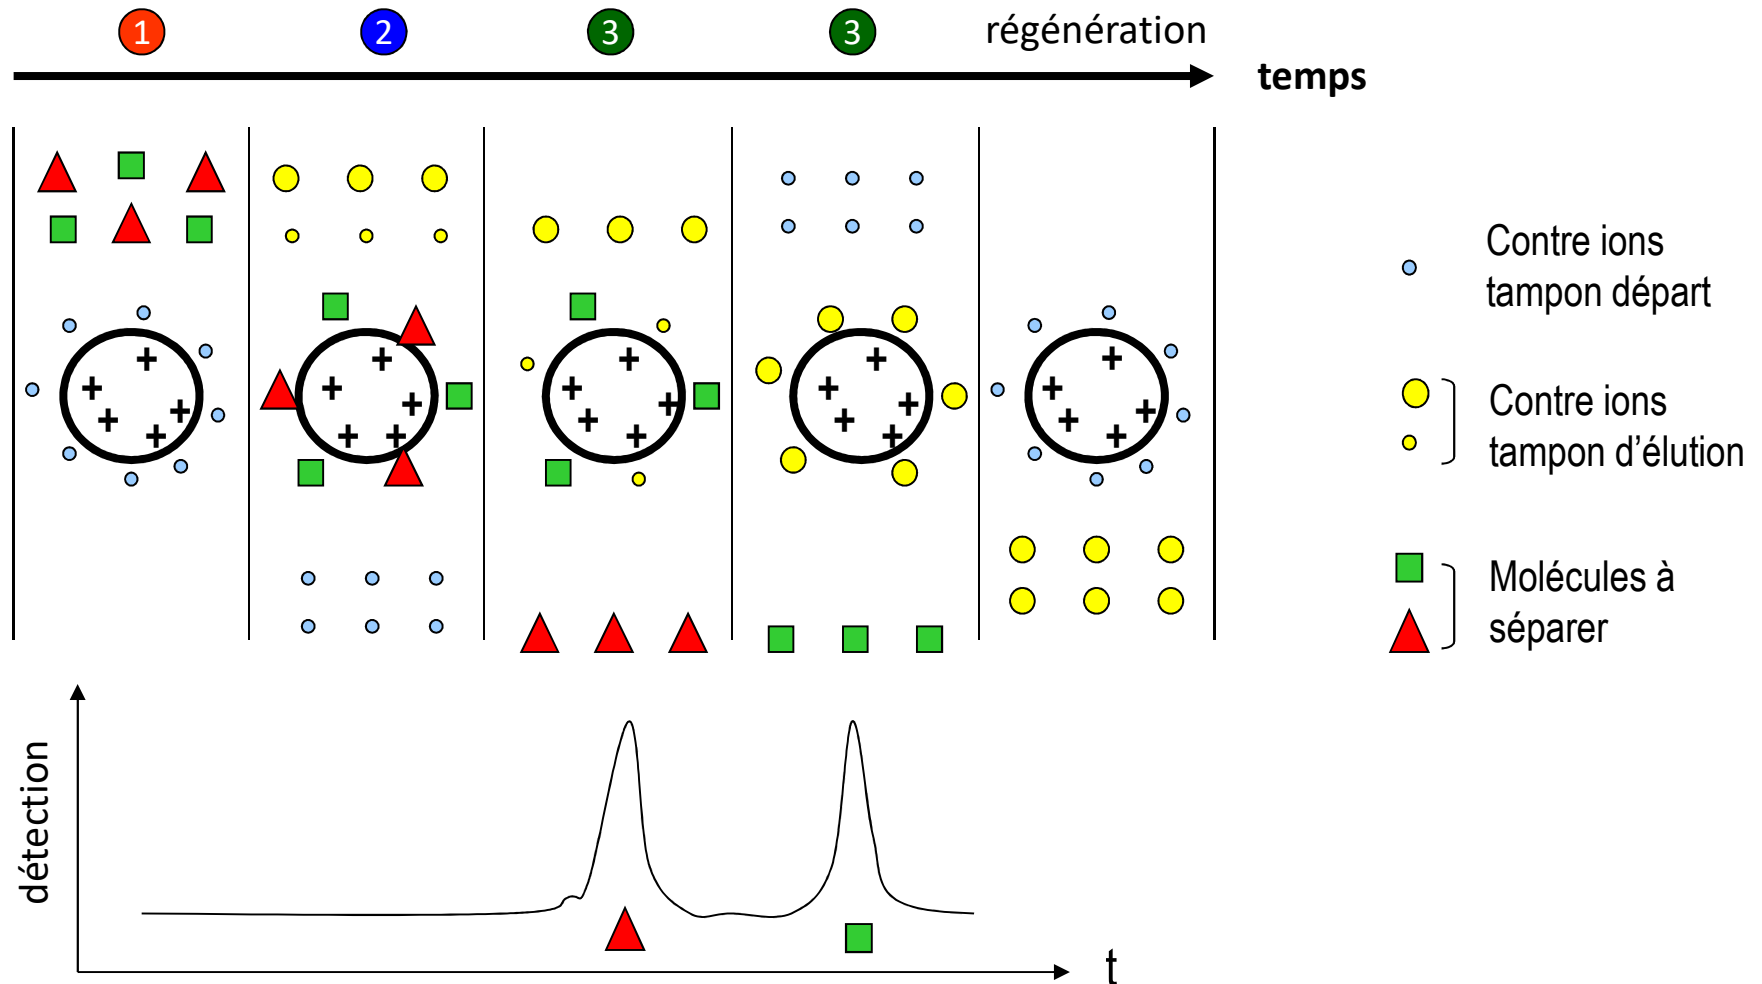 1
2
3
3
régénération
temps
+ + + + +
+ + + + +
+ + + + +
+ + + + +
+ + + + +
Contre ions
tampon départ
Contre ions
tampon d’élution
Molécules à
séparer
détection
t